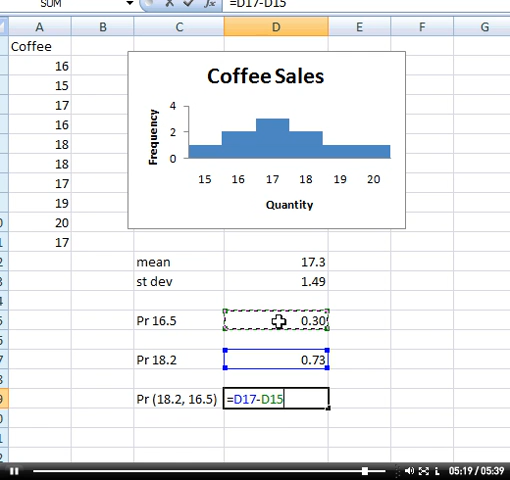 SUM =D17-D15
A B C D E F G
Coffee
16
15
17
16
18
18
17
19
20
17
Coffee Sales
Frequency
4
2
0
15 16 17 18 19 20
Quantity
mean 17.3
st dev 1.49
Pr 16.5 0.30
Pr 18.2 0.73
Pr (18.2, 16.5) =D17-D15
05:19 / 05:39